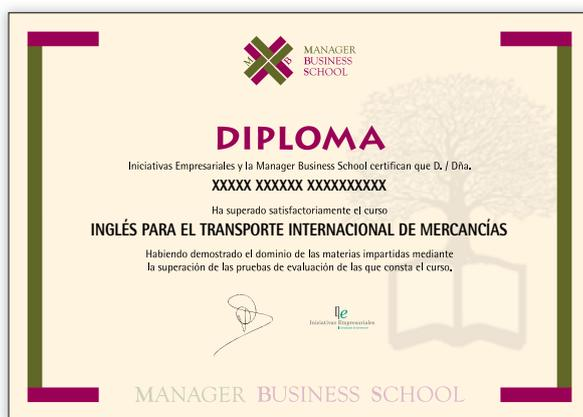 M B
MANAGER
BUSINESS
SCHOOL
DIPLOMA
Iniciativas Empresariales y la Manager Business School certifican que D. / Dña.
XXXXX XXXXXX XXXXXXXXXX
Ha superado satisfactoriamente el curso
INGLÉS PARA EL TRANSPORTE INTERNACIONAL DE MERCANCÍAS
Habiendo demostrado el dominio de las materias impartidas mediante
la superación de las pruebas de evaluación de las que consta el curso.
Iniciativas Empresariales
MANAGER BUSINESS SCHOOL